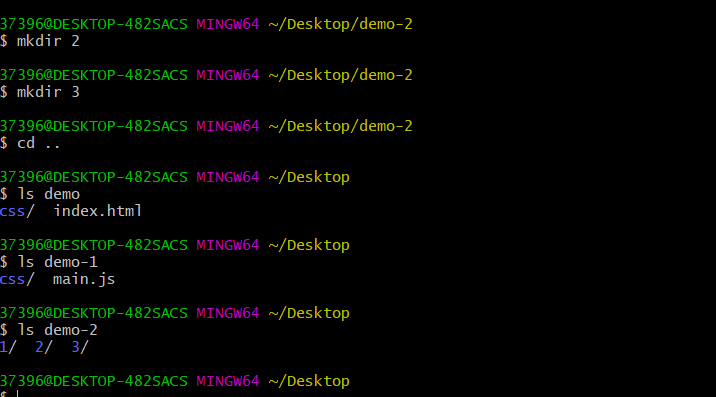 37396@DESKTOP-482SACS MINGW64 ~/Desktop/demo-2
$ mkdir 2
37396@DESKTOP-482SACS MINGW64 ~/Desktop/demo-2
$ mkdir 3
37396@DESKTOP-482SACS MINGW64 ~/Desktop/demo-2
$ cd ..
37396@DESKTOP-482SACS MINGW64 ~/Desktop
$ ls demo
css/  index.html
37396@DESKTOP-482SACS MINGW64 ~/Desktop
$ ls demo-1
css/  main.js
37396@DESKTOP-482SACS MINGW64 ~/Desktop
$ ls demo-2
1/  2/  3/
37396@DESKTOP-482SACS MINGW64 ~/Desktop
$